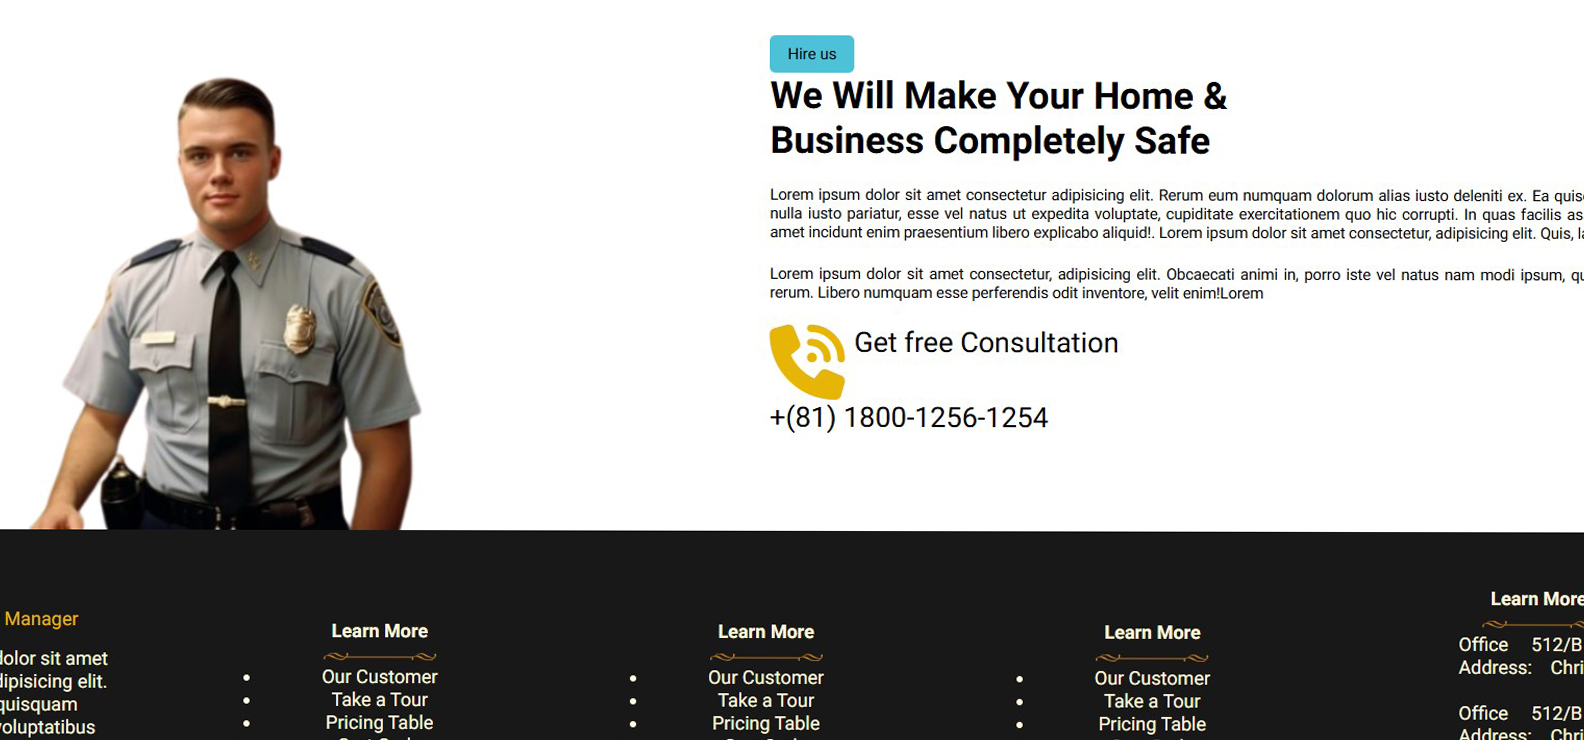 Hire us
We Will Make Your Home &
Business Completely Safe
Lorem ipsum dolor sit amet consectetur adipisicing elit. Rerum eum numquam dolorum alias iusto deleniti ex. Ea quis
nulla iusto pariatur, esse vel natus ut expedita voluptate, cupiditate exercitationem quo hic corrupti. In quas facilis as
amet incidunt enim praesentium libero explicabo aliquid!. Lorem ipsum dolor sit amet consectetur, adipisicing elit. Quis, l
Lorem ipsum dolor sit amet consectetur, adipisicing elit. Obcaecati animi in, porro iste vel natus nam modi ipsum, qu
rerum. Libero numquam esse perferendis odit inventore, velit enim!Lorem
Get free Consultation
+(81) 1800-1256-1254
Manager
dolor sit amet
dipisicing elit.
quisquam
voluptatibus
Learn More
• Our Customer
• Take a Tour
• Pricing Table
Learn More
• Our Customer
• Take a Tour
• Pricing Table
Learn More
• Our Customer
• Take a Tour
• Pricing Table
Learn More
Office 512/B
Address: Chri
Office 512/B
Address: Chri